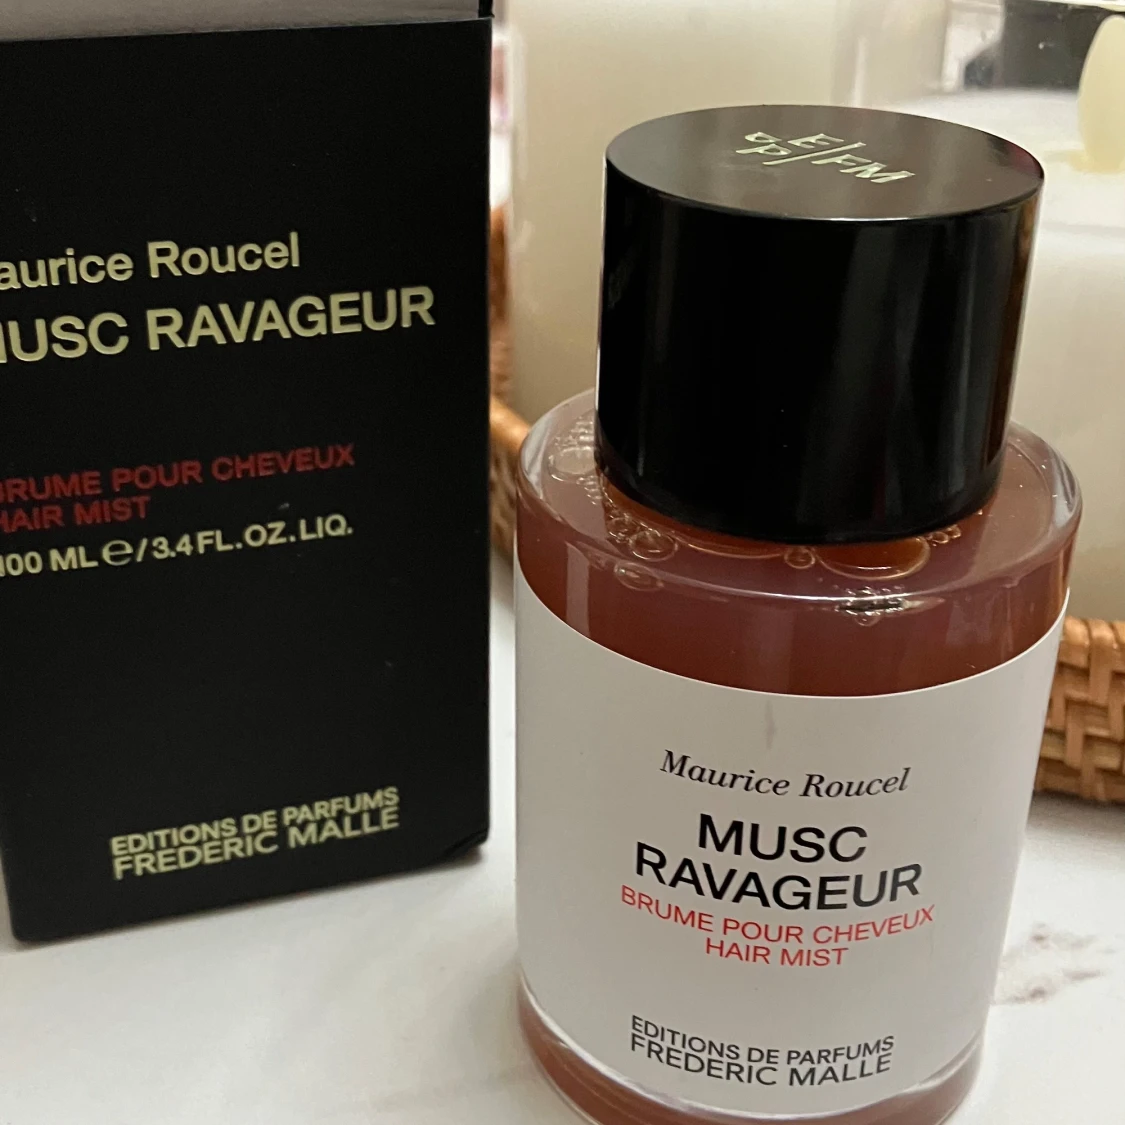 aurice Roucel
MUSC RAVAGEUR
BRUME POUR CHEVEUX
HAIR MIST
100 ML ℮/3.4 FL.OZ.LIQ.
EDITIONS DE PARFUMS
FREDERIC MALLE
E FM
dP
Maurice Roucel
MUSC
RAVAGEUR
BRUME POUR CHEVEUX
HAIR MIST
EDITIONS DE PARFUMS
FREDERIC MALLE